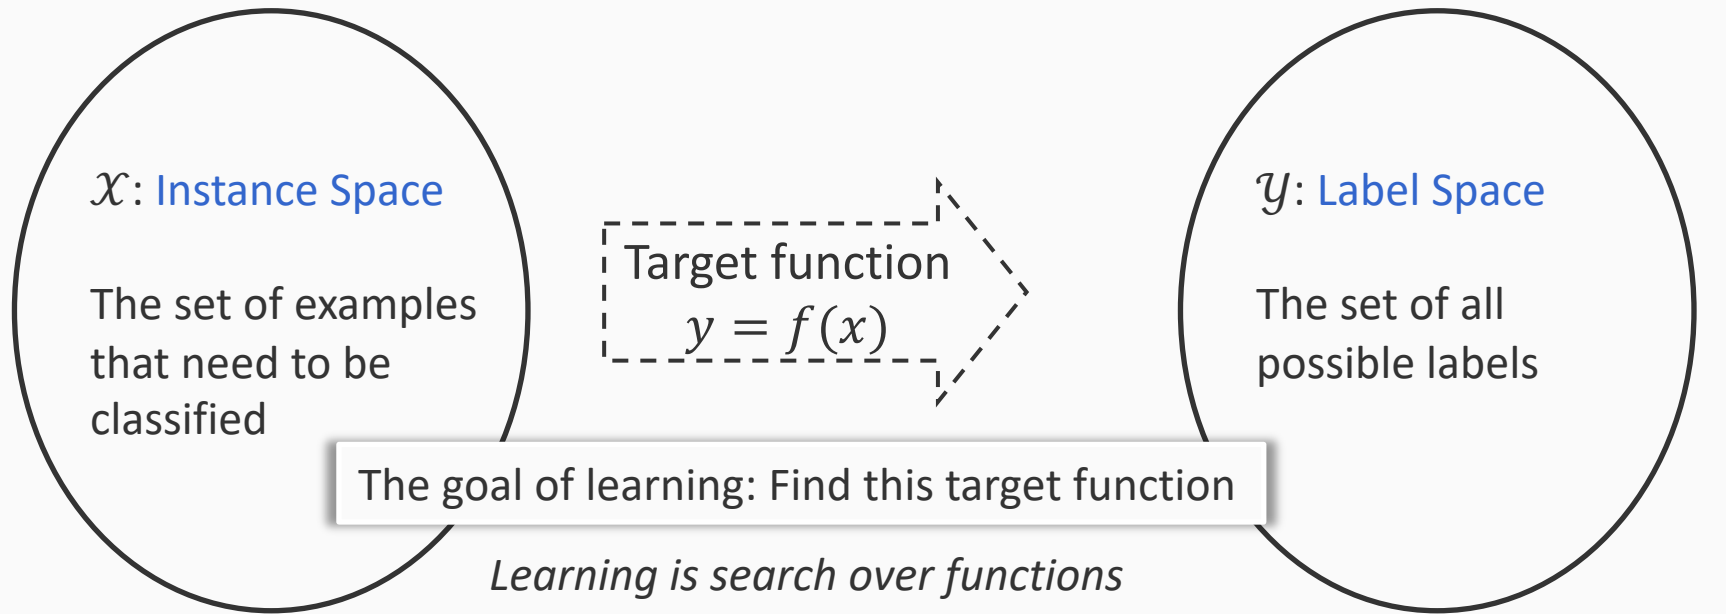 𝒳: Instance Space
The set of examples
that need to be
classified
Target function
y = f(x)
𝒴: Label Space
The set of all
possible labels
The goal of learning: Find this target function
Learning is search over functions